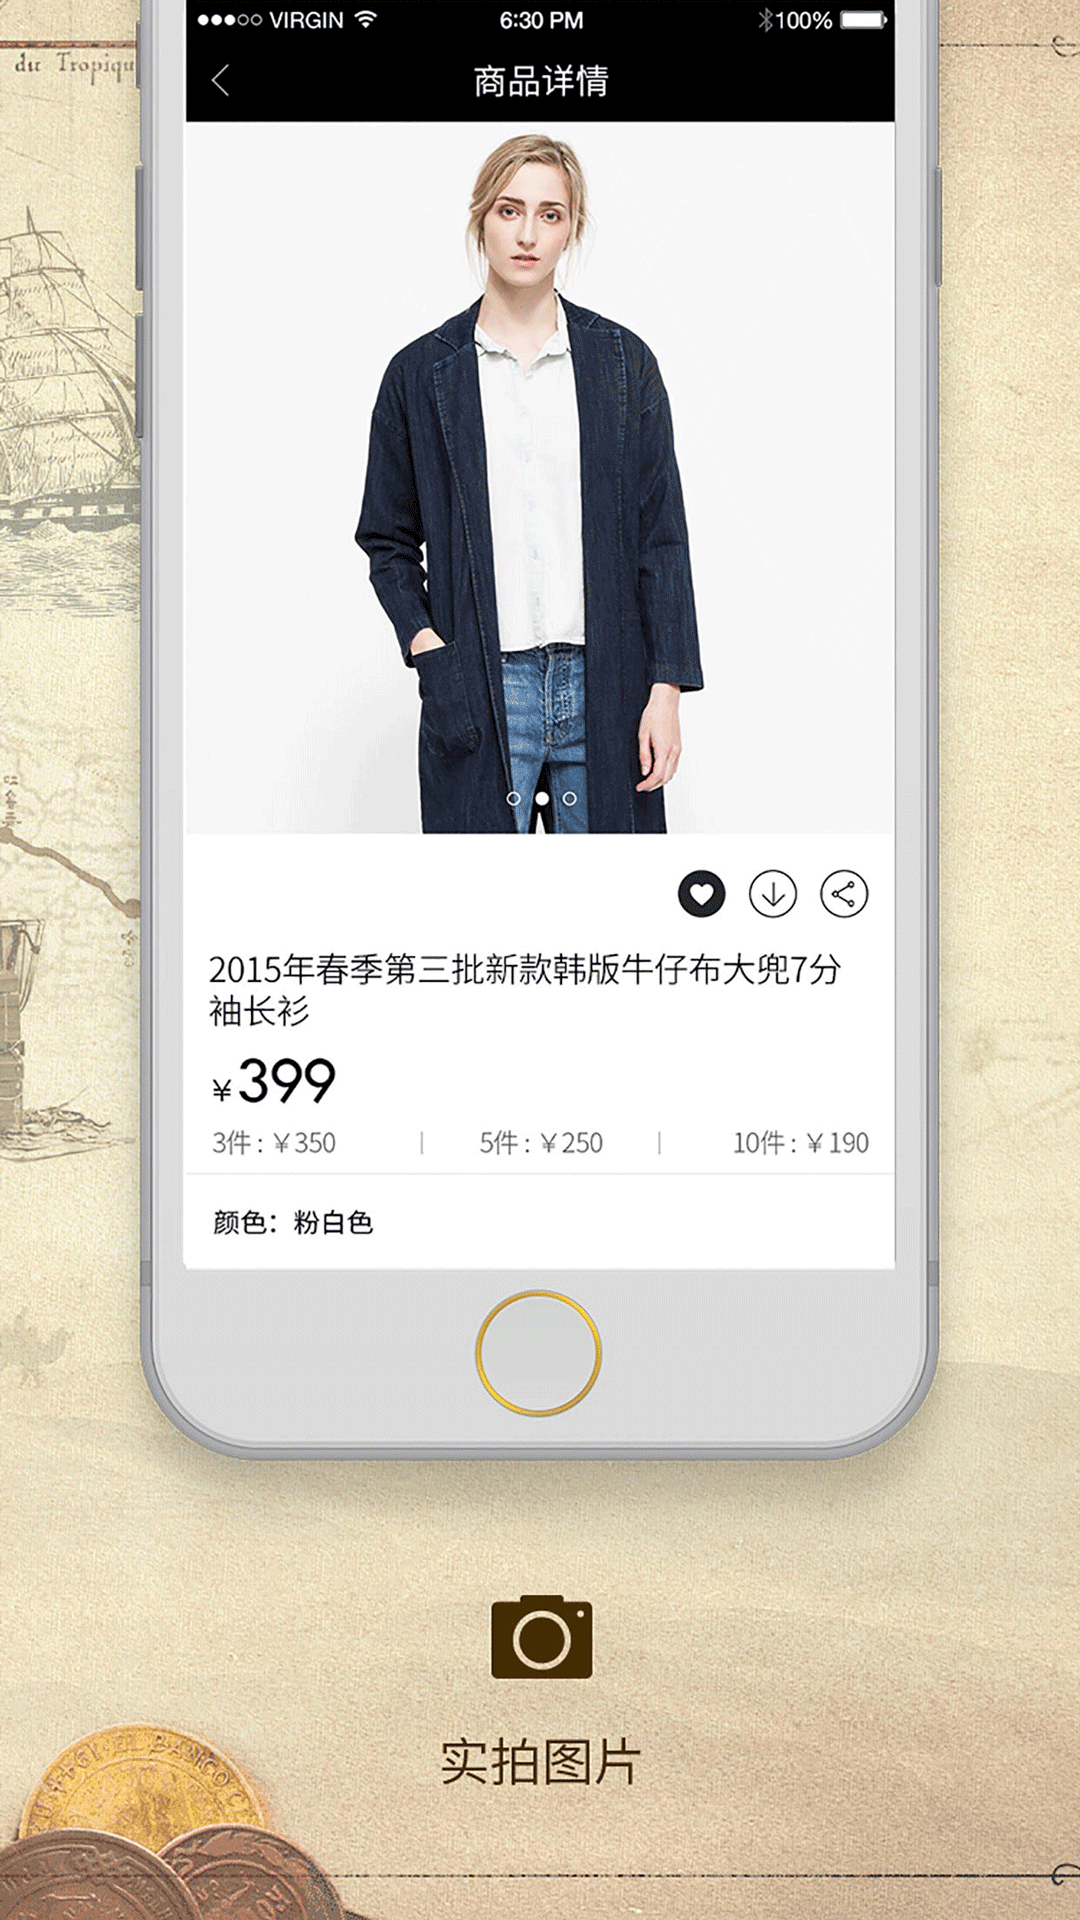 VIRGIN 6:30 PM 100%
du Tropiqu
商品详情
2015年春季第三批新款韩版牛仔布大兜7分
袖长衫
¥399
3件 : ¥350 | 5件 : ¥250 | 10件 : ¥190
颜色：粉白色
实拍图片
EL BANCO C